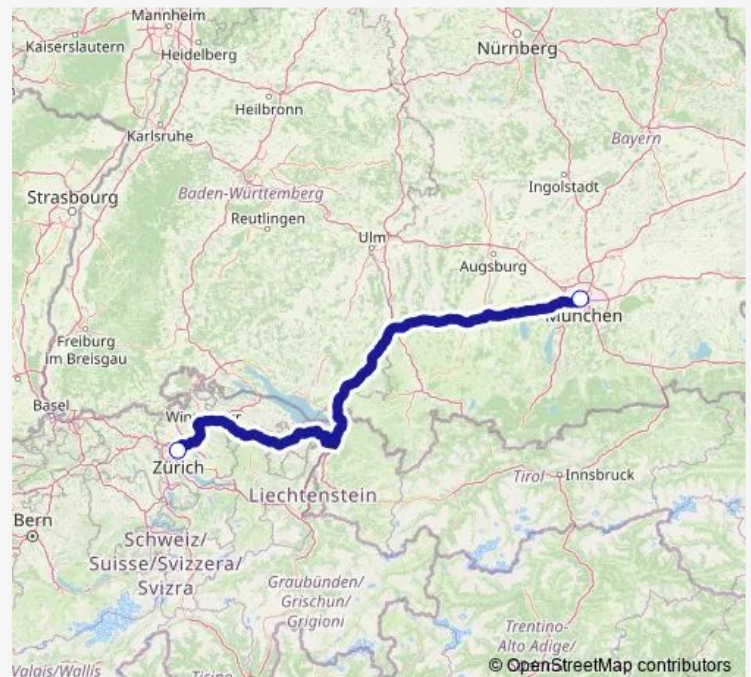 Mannheim
Kaiserslautern
Heidelberg
Nürnberg
Heilbronn
Karlsruhe
Bayern
Strasbourg
Baden-Württemberg
Ingolstadt
Reutlingen
Ulm
Augsburg
München
Freiburg
im Breisgau
Basel
Zürich
Liechtenstein
Tirol
Innsbruck
Bern
Schweiz/
Suisse/Svizzera/
Svizra
Graubünden/
Grischun/
Grigioni
Trentino-
Alto Adige/
© OpenStreetMap contributors
Valais/Wallis